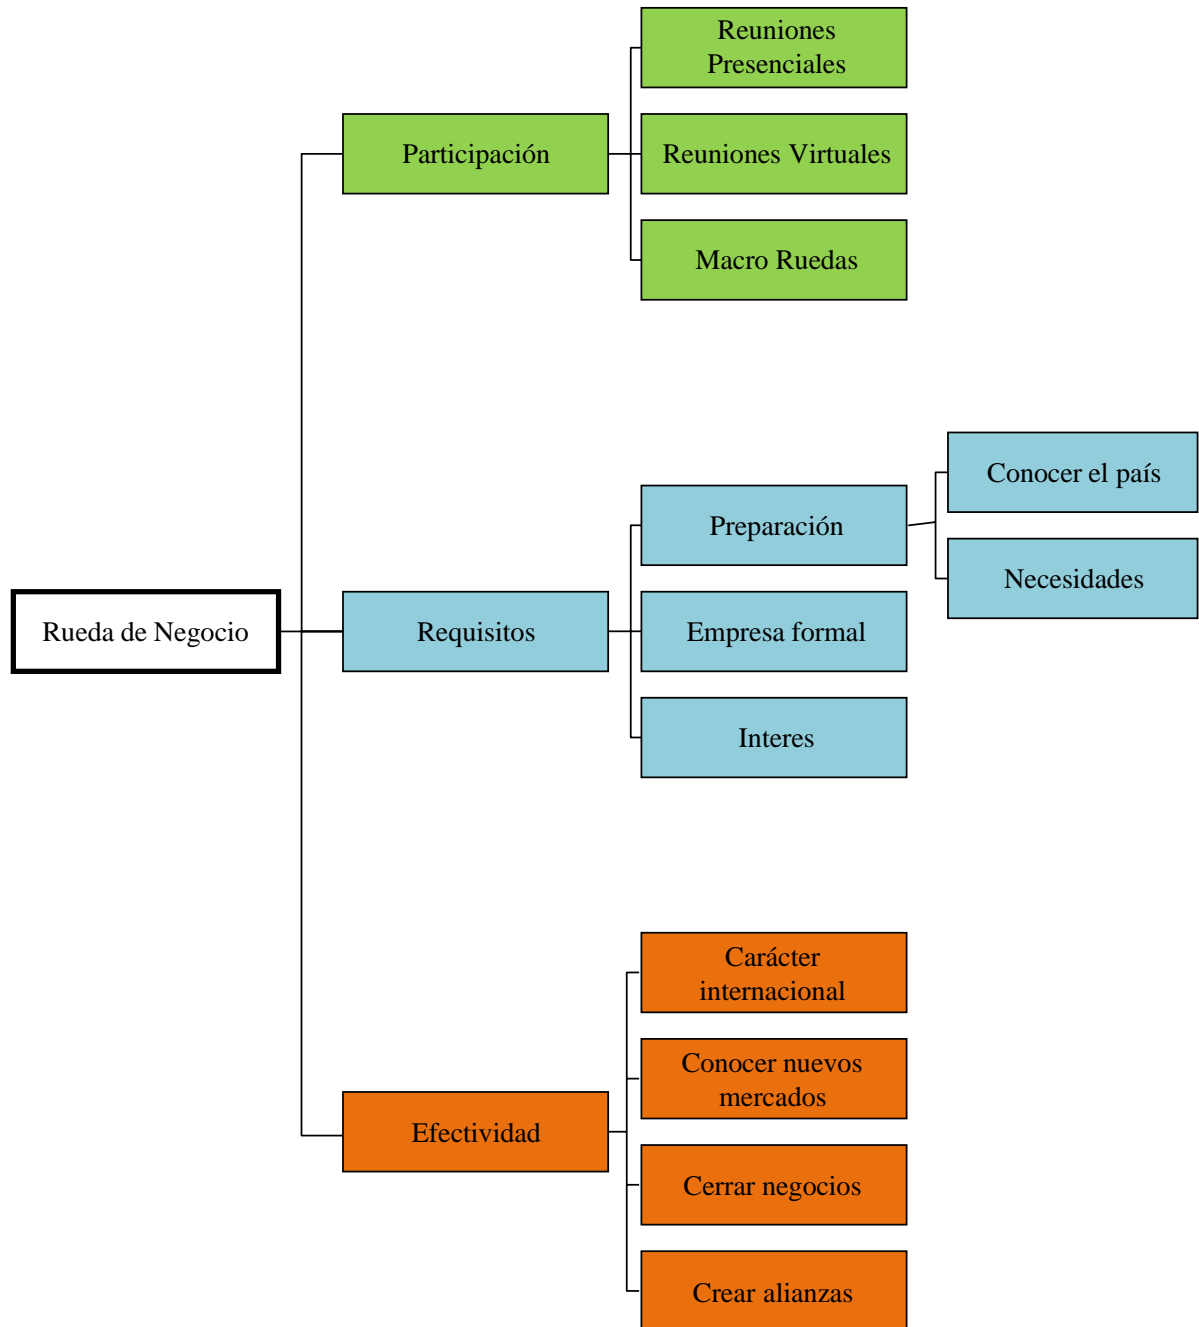 Rueda de Negocio
Participación
Reuniones
Presenciales
Reuniones Virtuales
Macro Ruedas
Requisitos
Preparación
Conocer el país
Necesidades
Empresa formal
Interes
Efectividad
Carácter
internacional
Conocer nuevos
mercados
Cerrar negocios
Crear alianzas